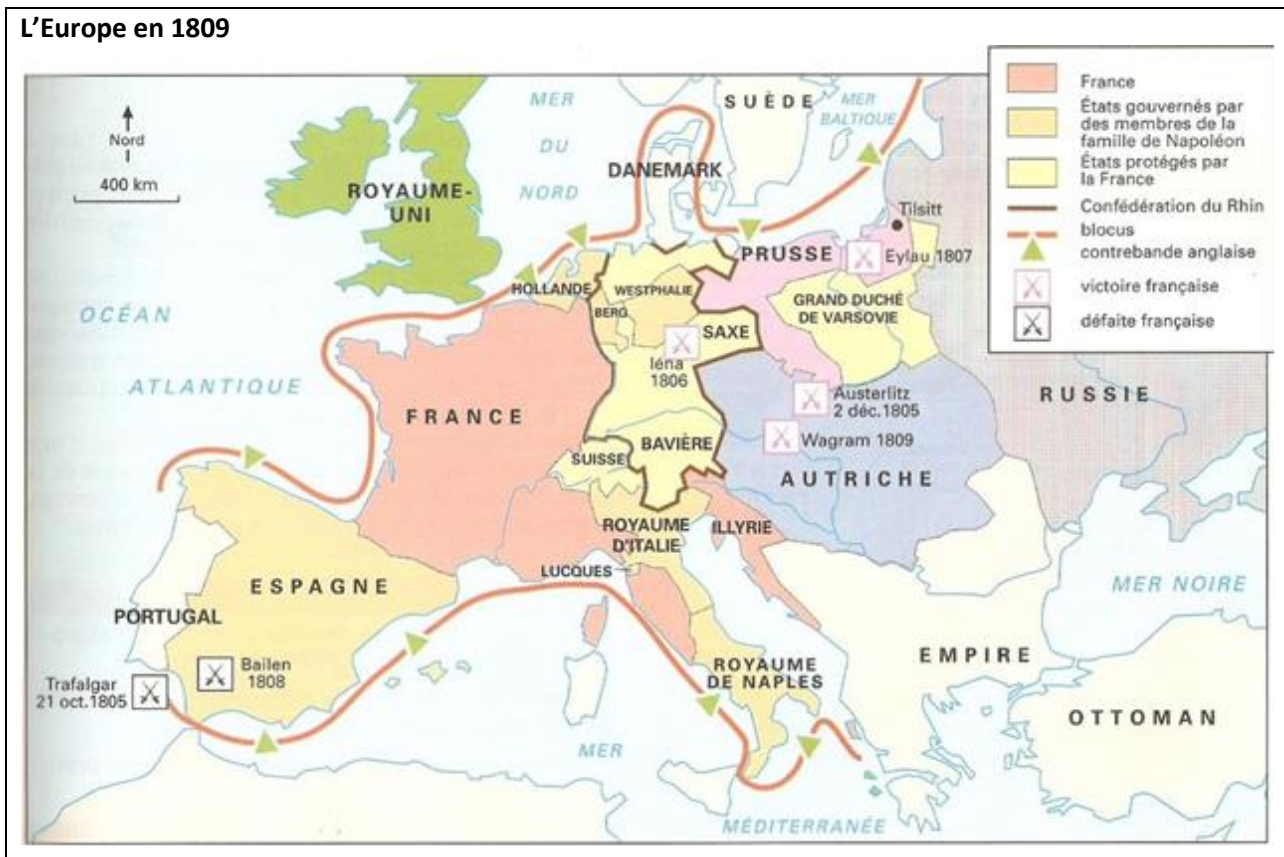 L'Europe en 1809
Nord
400 km
MER
DU
NORD
SUÈDE
MER
BALTIQUE
DANEMARK
ROYAUME-
UNI
Tilsitt
PRUSSE
Eylau 1807
HOLLANDE
WESTPHALIE
BERG
GRAND DUCHÉ
DE VARSOVIE
SAXE
Iéna
1806
OCÉAN
ATLANTIQUE
FRANCE
Austerlitz
2 déc.1805
Wagram 1809
RUSSIE
BAVIÈRE
SUISSE
AUTRICHE
ROYAUME
D'ITALIE
ILLYRIE
LUCQUES
ESPAGNE
PORTUGAL
MER NOIRE
Bailen
1808
Trafalgar
21 oct.1805
ROYAUME
DE NAPLES
EMPIRE
OTTOMAN
MER
MÉDITERRANÉE
France
États gouvernés par
des membres de la
famille de Napoléon
États protégés par
la France
Confédération du Rhin
blocus
contrebande anglaise
victoire française
défaite française